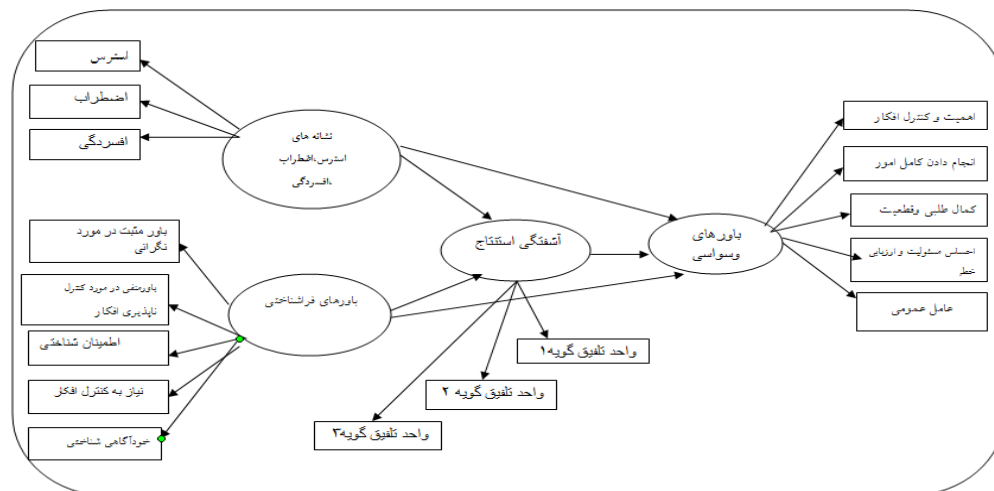 استرس
اضطراب
افسردگی
نشانه های
استرس،اظطراب
،افسردگی
اهمیت و کنترل افکار
انجام دادن کامل امور
کمال طلبی وقطعیت
احساس مسئولیت و ارزیابی
خطر
عامل عمومی
باورهای
وسواسی
آشفتگی استنتاج
باور مثبت در مورد
نگرانی
باورمنفی در مورد کنترل
ناپذیری افکار
اطمینان شناختی
نیاز به کنترل افکار
خودآگاهی شناختی
باورهای فراشناختی
واحد تلفیق گویه۱
واحد تلفیق گویه ۲
واحد تلفیق گویه۳